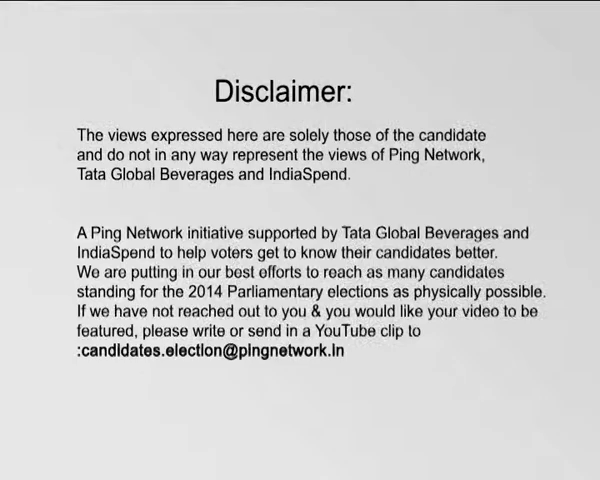 Disclaimer:
The views expressed here are solely those of the candidate
and do not in any way represent the views of Ping Network,
Tata Global Beverages and IndiaSpend.
A Ping Network initiative supported by Tata Global Beverages and
IndiaSpend to help voters get to know their candidates better.
We are putting in our best efforts to reach as many candidates
standing for the 2014 Parliamentary elections as physically possible.
If we have not reached out to you & you would like your video to be
featured, please write or send in a YouTube clip to
:candidates.election@pingnetwork.in